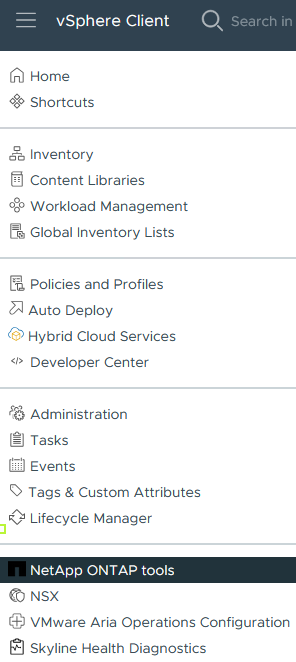 vSphere Client Search in
Home
Shortcuts
Inventory
Content Libraries
Workload Management
Global Inventory Lists
Policies and Profiles
Auto Deploy
Hybrid Cloud Services
Developer Center
Administration
Tasks
Events
Tags & Custom Attributes
Lifecycle Manager
NetApp ONTAP tools
NSX
VMware Aria Operations Configuration
Skyline Health Diagnostics